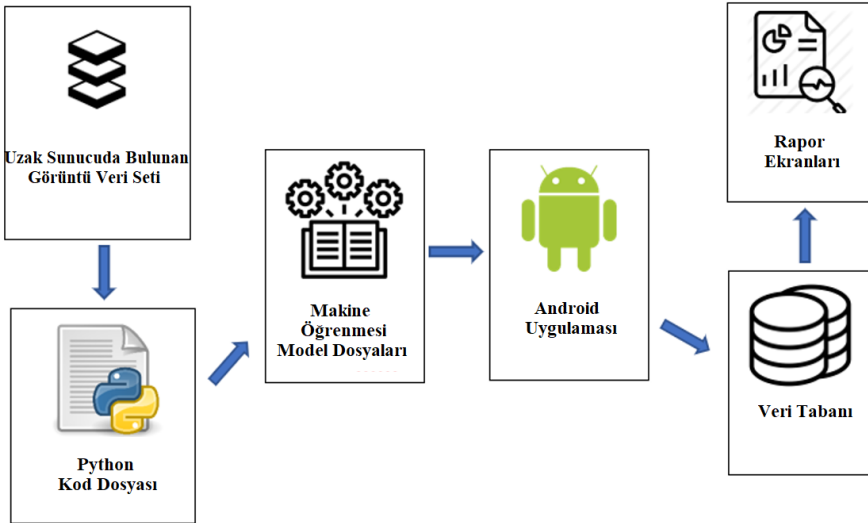 Uzak Sunucuda Bulunan
Görüntü Veri Seti
Python
Kod Dosyası
Makine
Öğrenmesi
Model Dosyaları
Android
Uygulaması
Veri Tabanı
Rapor
Ekranları